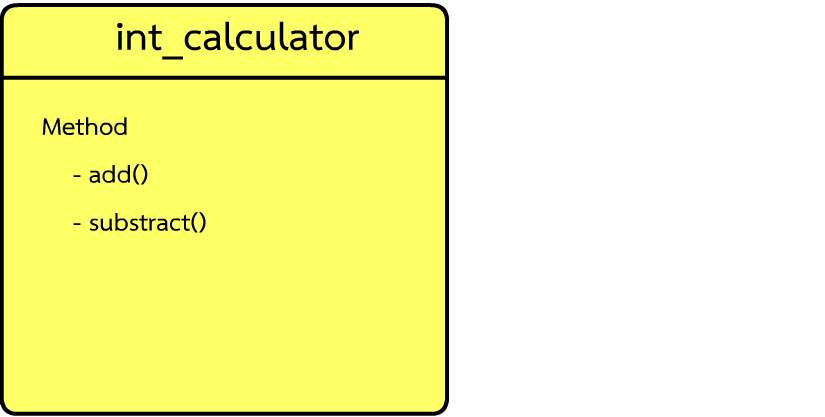 int_calculator
Method
- add()
- substract()